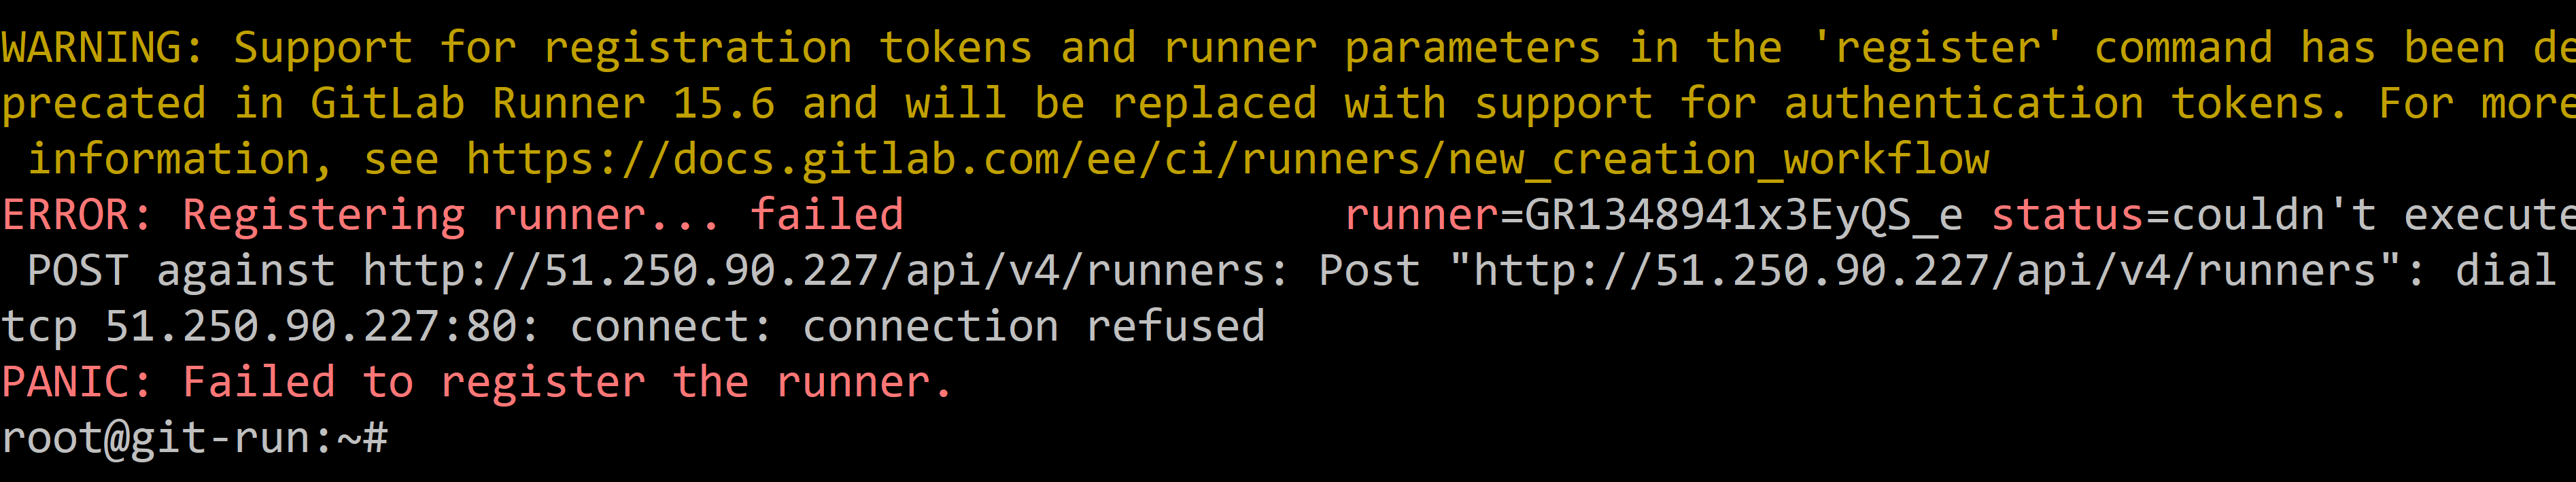 WARNING: Support for registration tokens and runner parameters in the 'register' command has been de
precated in GitLab Runner 15.6 and will be replaced with support for authentication tokens. For more
information, see https://docs.gitlab.com/ee/ci/runners/new_creation_workflow
ERROR: Registering runner... failed runner=GR1348941x3EyQS_e status=couldn't execute
POST against http://51.250.90.227/api/v4/runners: Post "http://51.250.90.227/api/v4/runners": dial
tcp 51.250.90.227:80: connect: connection refused
PANIC: Failed to register the runner.
root@git-run:~#